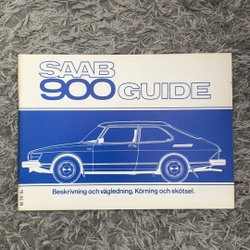 SAAB
900 GUIDE
Beskrivning och vägledning. Körning och skötsel.